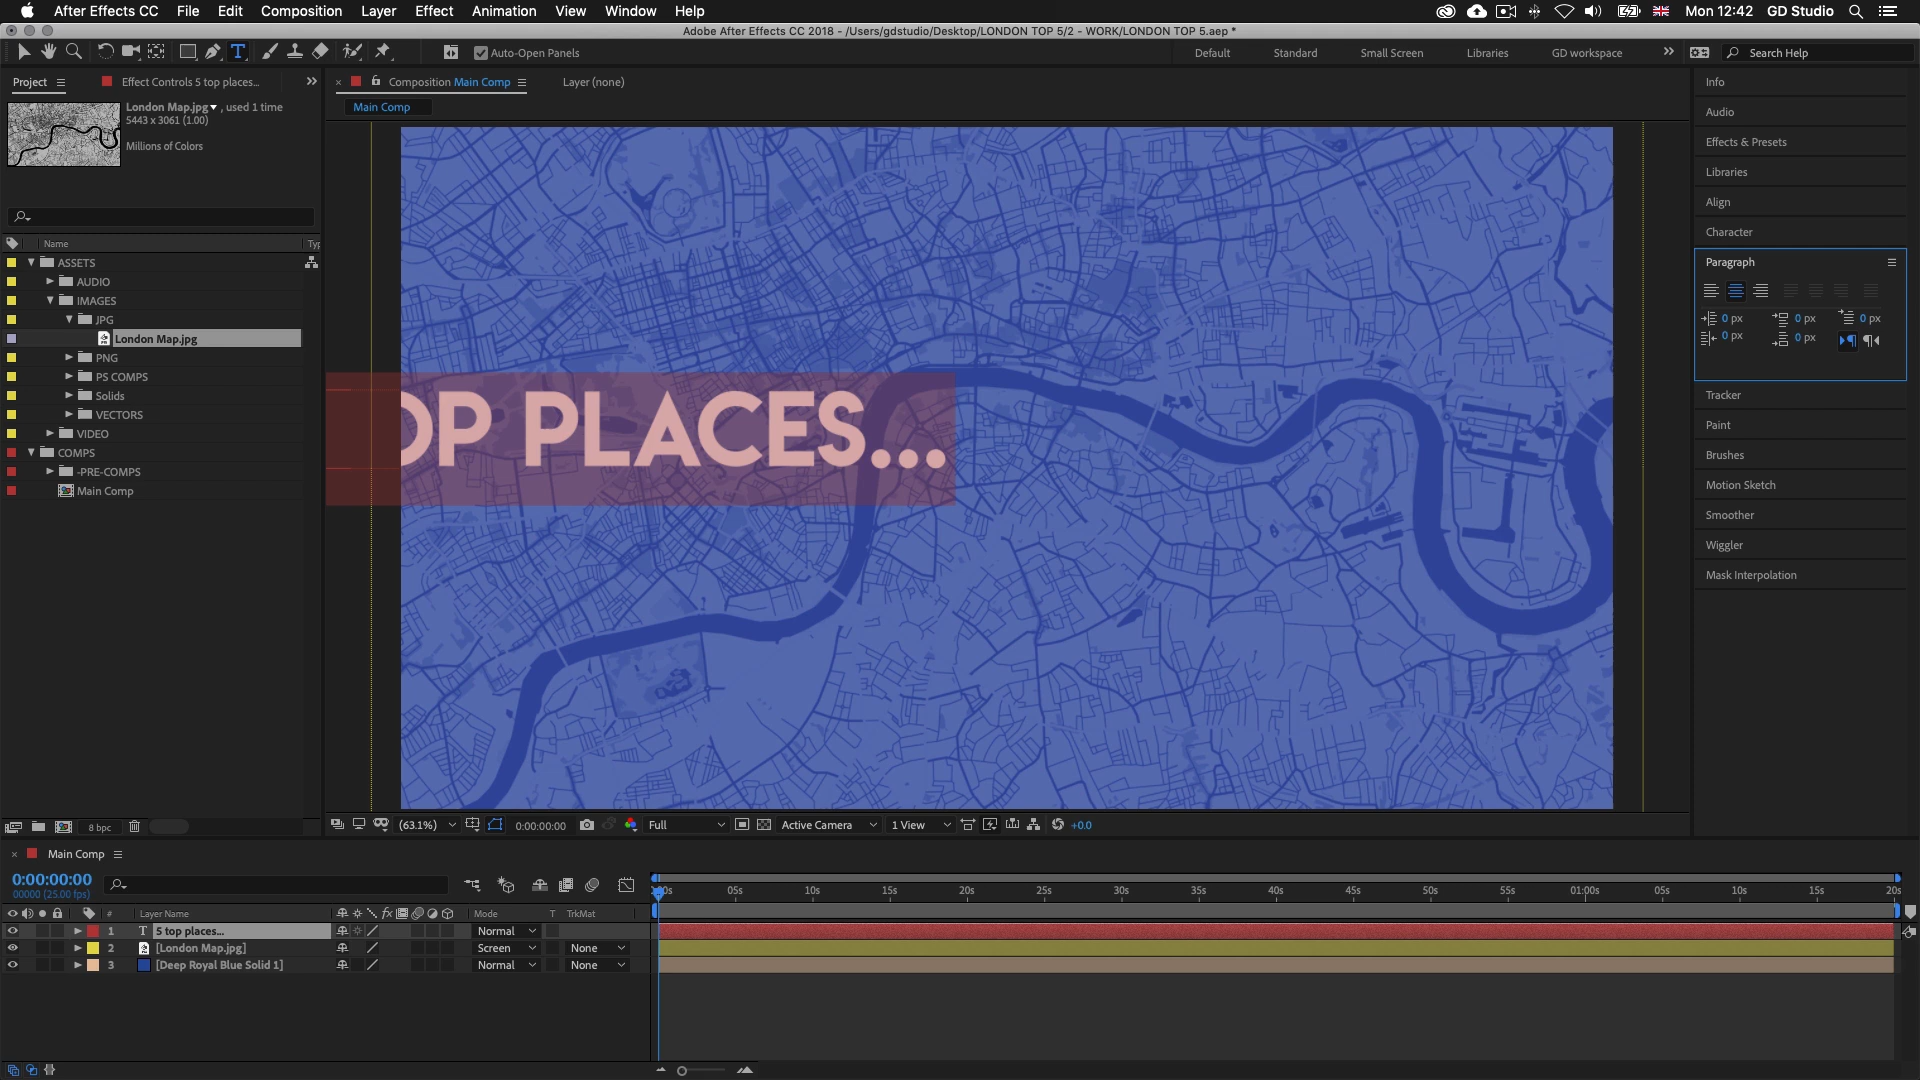 After Effects CC File Edit Composition Layer Effect Animation View Window Help Mon 12:42 GD Studio
Adobe After Effects CC 2018 - /Users/gdstudio/Desktop/LONDON TOP 5/2 - WORK/LONDON TOP 5.aep *
T Auto-Open Panels Default Standard Small Screen Libraries GD workspace Search Help
Project Effect Controls 5 top places...
Composition Main Comp Layer (none)
Main Comp
London Map.jpg , used 1 time
5443 x 3061 (1.00)
Millions of Colors
Name Typ
ASSETS
AUDIO
IMAGES
JPG
London Map.jpg
PNG
PS COMPS
Solids
VECTORS
VIDEO
COMPS
-PRE-COMPS
Main Comp
8 bpc
OP PLACES...
(63.1%) 0:00:00:00 Full Active Camera 1 View +0.0
Info
Audio
Effects & Presets
Libraries
Align
Character
Paragraph
0 px 0 px 0 px
0 px 0 px
Tracker
Paint
Brushes
Motion Sketch
Smoother
Wiggler
Mask Interpolation
Main Comp
0:00:00:00
00000 (25.00 fps)
05s 10s 15s 20s 25s 30s 35s 40s 45s 50s 55s 01:00s 05s 10s 15s 20s
# Layer Name fx Mode T TrkMat
1 T 5 top places... Normal
2 [London Map.jpg] Screen None
3 [Deep Royal Blue Solid 1] Normal None